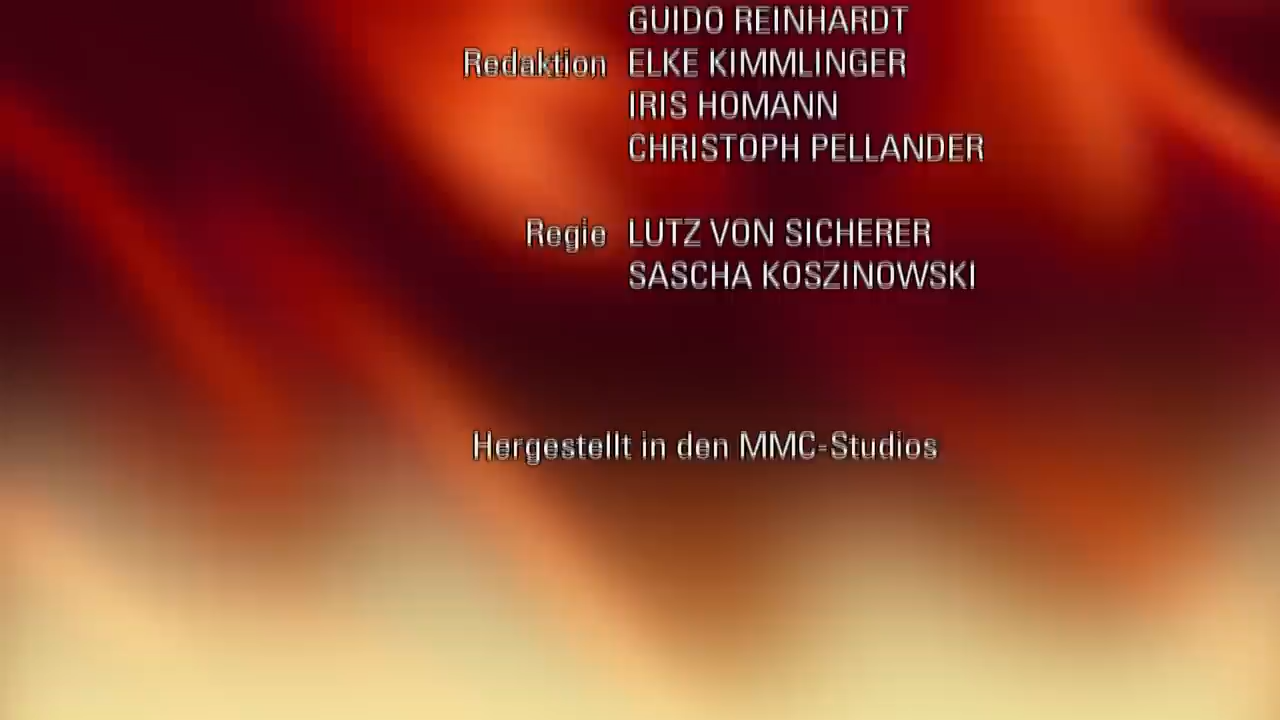 GUIDO REINHARDT
Redaktion ELKE KIMMLINGER
IRIS HOMANN
CHRISTOPH PELLANDER
Regie LUTZ VON SICHERER
SASCHA KOSZINOWSKI
Hergestellt in den MMC-Studios